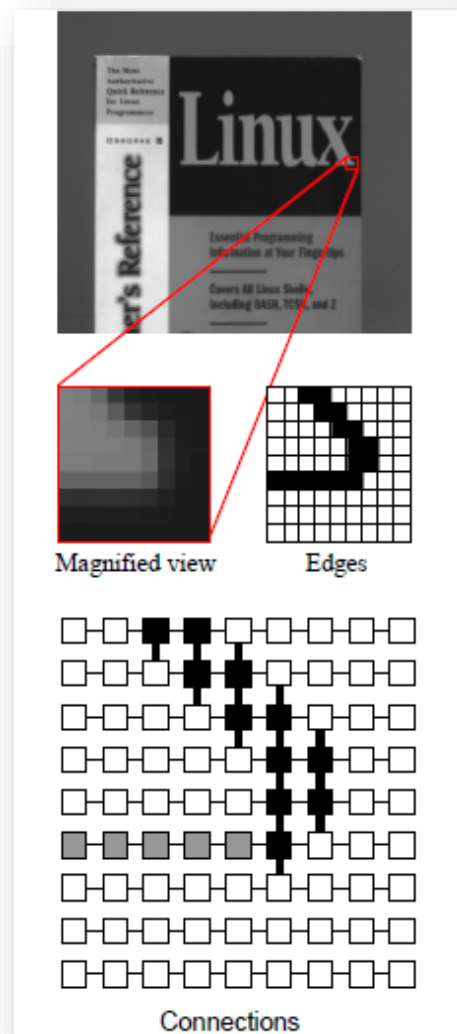 The Most
Authoritative
Quick Reference
for Linux
Programmers
Linux
er's Reference
Essential Programming
Information at Your Fingertips
Covers All Linux Shells,
Including BASH, TCSH, and Z
Magnified view
Edges
Connections